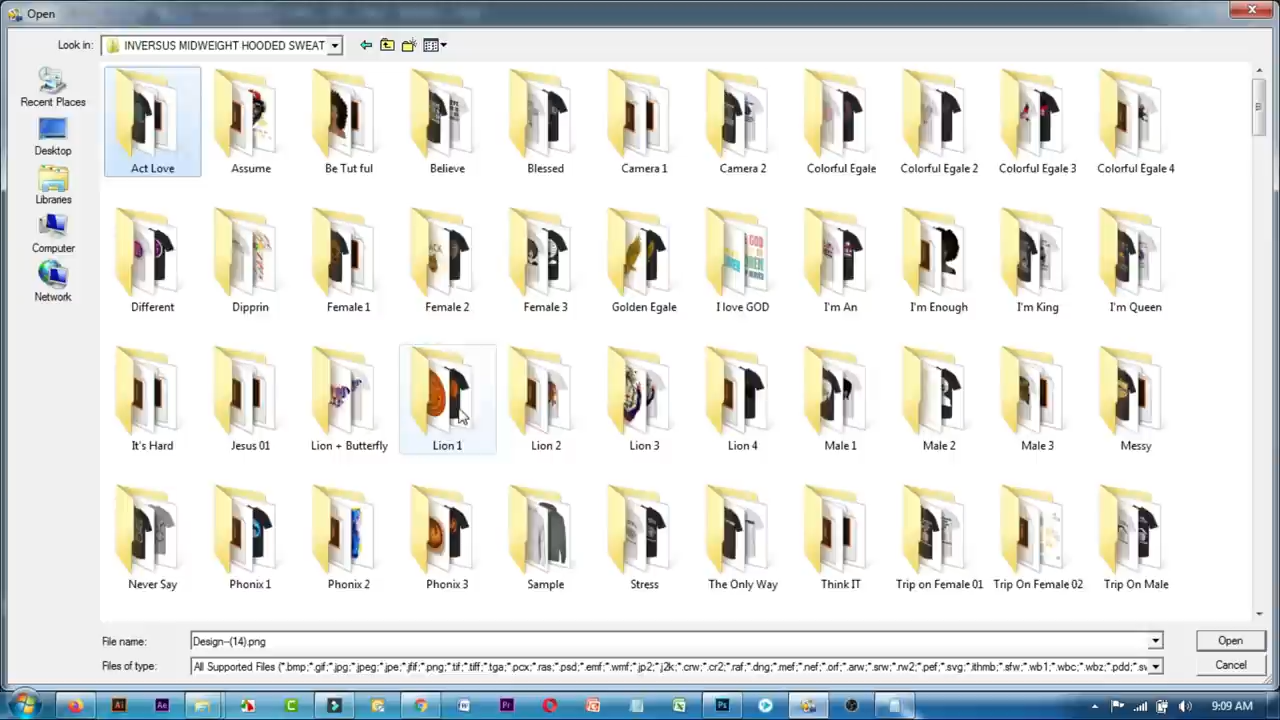 Open
Look in: INVERSUS MIDWEIGHT HOODED SWEAT
Recent Places
Desktop
Libraries
Computer
Network
Act Love Assume Be Tut ful Believe Blessed Camera 1 Camera 2 Colorful Egale Colorful Egale 2 Colorful Egale 3 Colorful Egale 4
Different Dipprin Female 1 Female 2 Female 3 Golden Egale I love GOD I'm An I'm Enough I'm King I'm Queen
It's Hard Jesus 01 Lion + Butterfly Lion 1 Lion 2 Lion 3 Lion 4 Male 1 Male 2 Male 3 Messy
Never Say Phonix 1 Phonix 2 Phonix 3 Sample Stress The Only Way Think IT Trip on Female 01 Trip On Female 02 Trip On Male
File name: Design--(14).png Open
Files of type: All Supported Files (*.bmp;*.gif;*.jpg;*.jpeg;*.jpe;*.jfif;*.png;*.tif;*.tiff;*.tga;*.pcx;*.ras;*.psd;*.emf;*.wmf;*.jp2;*.j2k;*.crw;*.cr2;*.raf;*.dng;*.mef;*.nef;*.orf;*.arw;*.srw;*.rw2;*.pef;*.svg;*.ithmb;*.sfw;*.wb1;*.wbc;*.wbz;*.pdd;*.sv Cancel
Ai Ae Pr Ps 9:09 AM